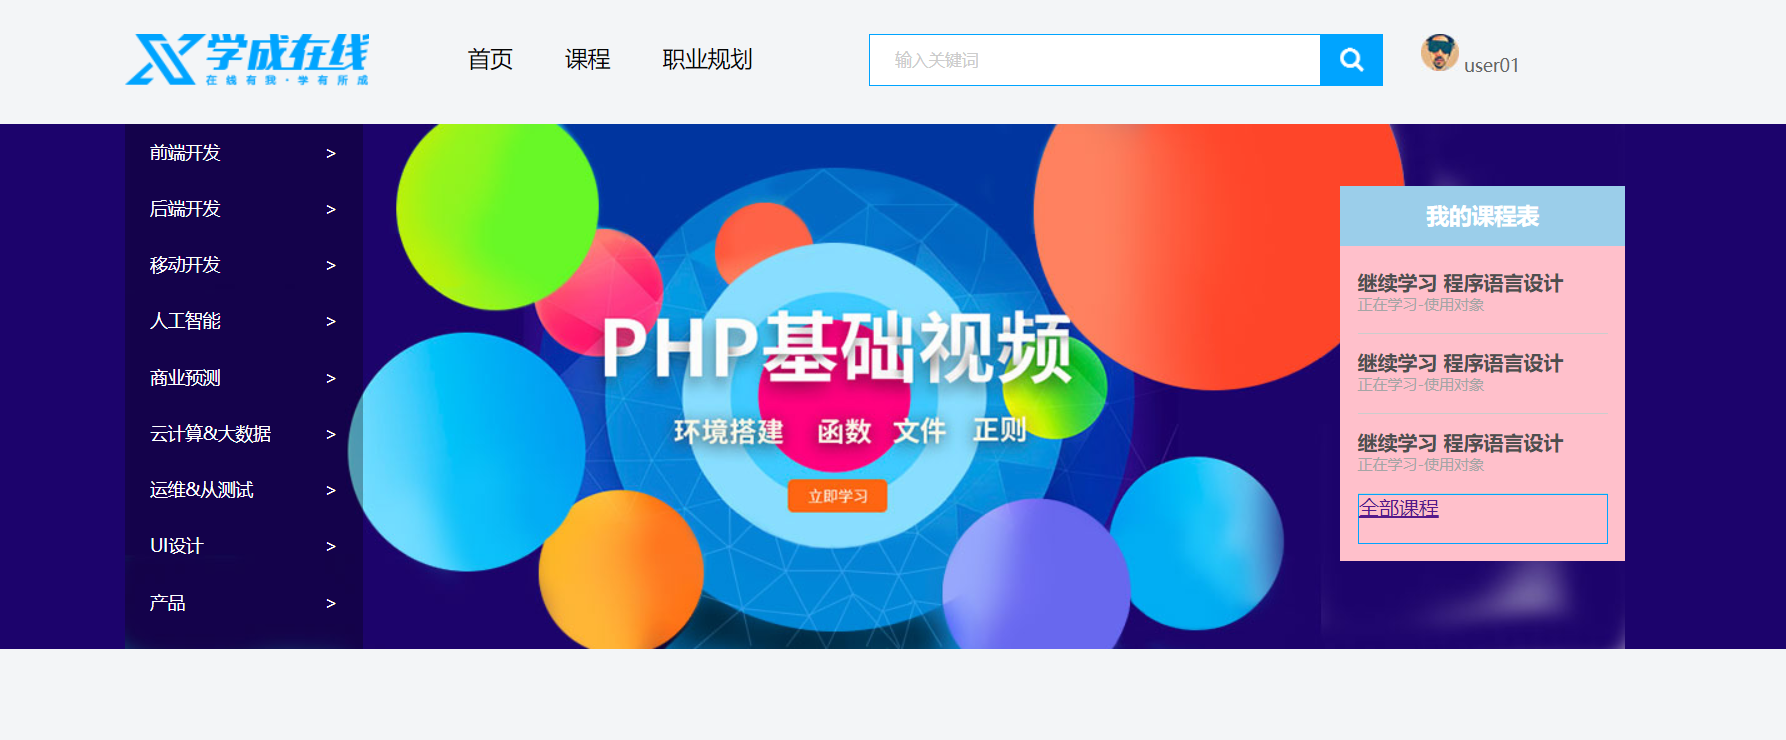 学成在线
在线有我·学有所成
首页 课程 职业规划
输入关键词
user01
前端开发 >
后端开发 >
移动开发 >
人工智能 >
商业预测 >
云计算&大数据 >
运维&从测试 >
UI设计 >
产品 >
PHP基础视频
环境搭建 函数 文件 正则
立即学习
我的课程表
继续学习 程序语言设计
正在学习-使用对象
继续学习 程序语言设计
正在学习-使用对象
继续学习 程序语言设计
正在学习-使用对象
全部课程